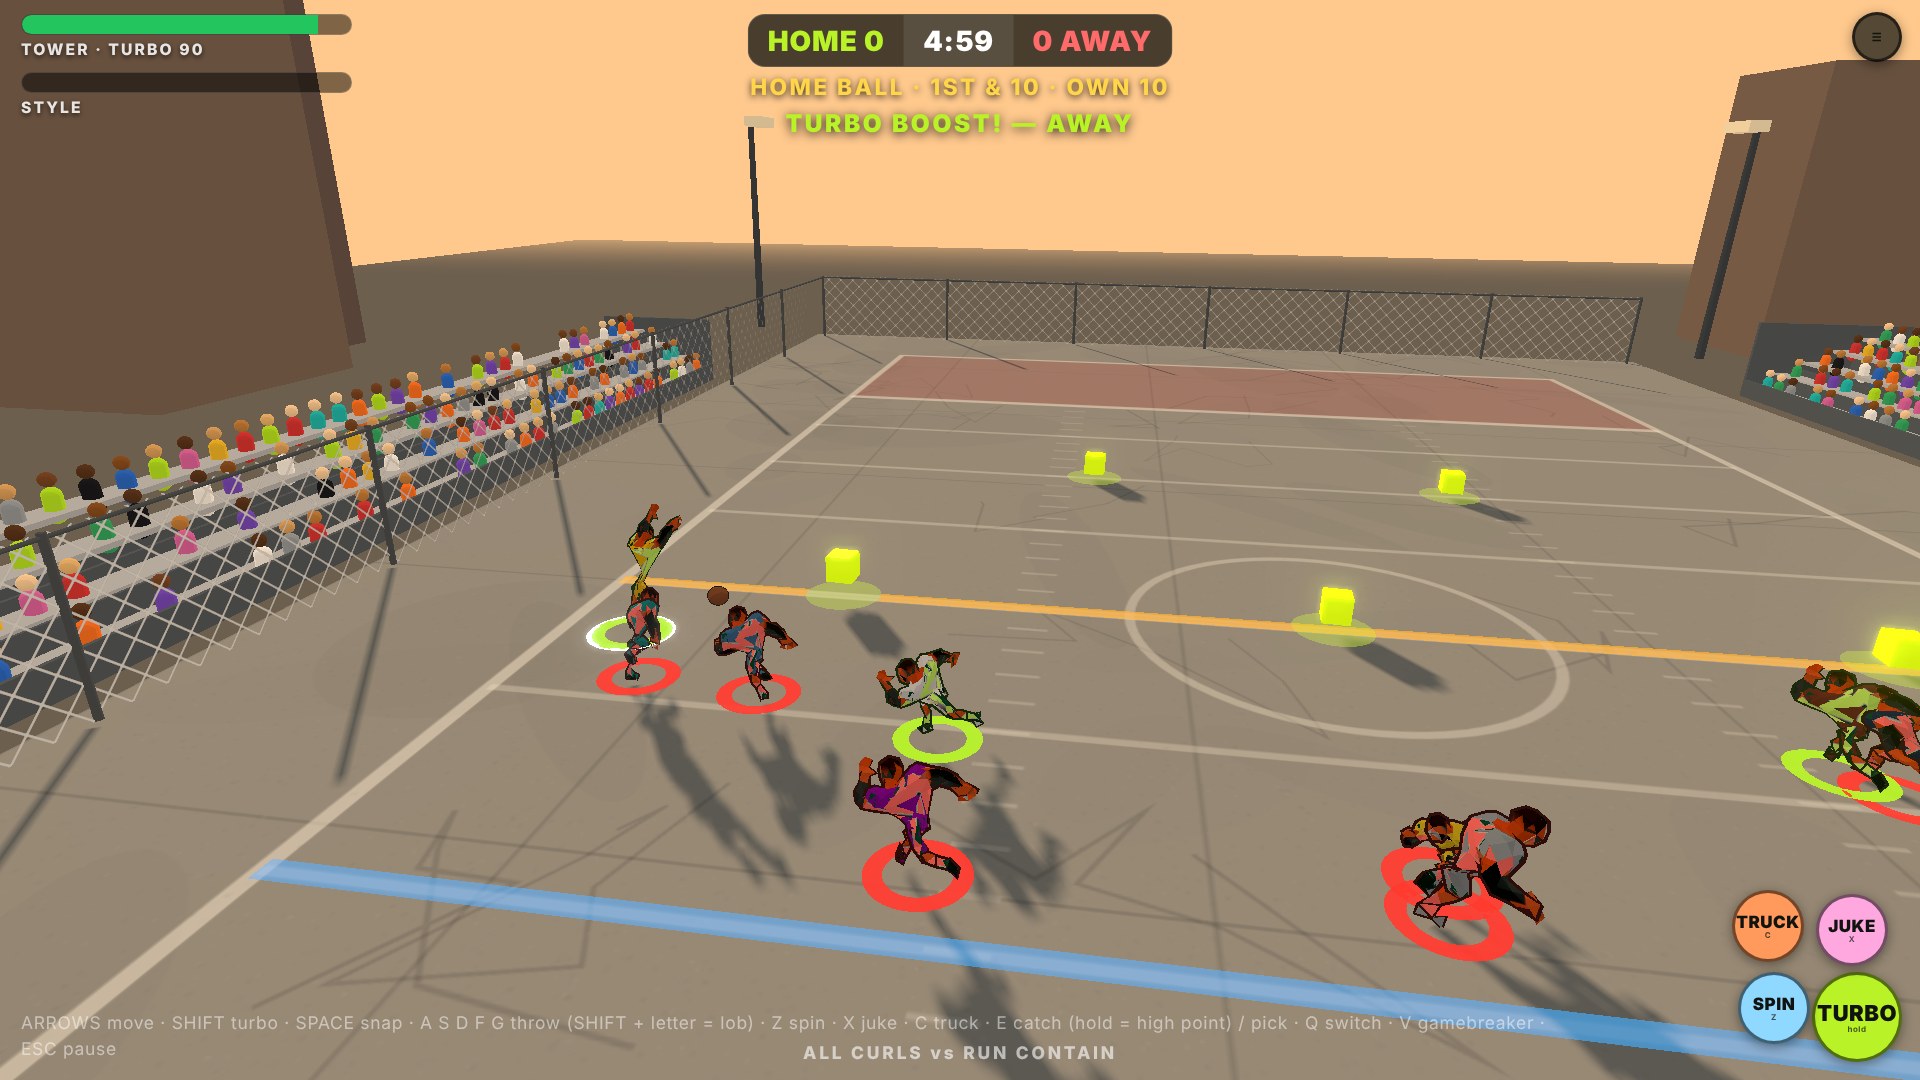 TOWER · TURBO 90
STYLE
HOME 0 4:59 0 AWAY
HOME BALL · 1ST & 10 · OWN 10
TURBO BOOST! — AWAY
TRUCK
C
JUKE
X
SPIN
Z
TURBO
hold
ARROWS move · SHIFT turbo · SPACE snap · A S D F G throw (SHIFT + letter = lob) · Z spin · X juke · C truck · E catch (hold = high point) / pick · Q switch · V gamebreaker ·
ESC pause
ALL CURLS vs RUN CONTAIN